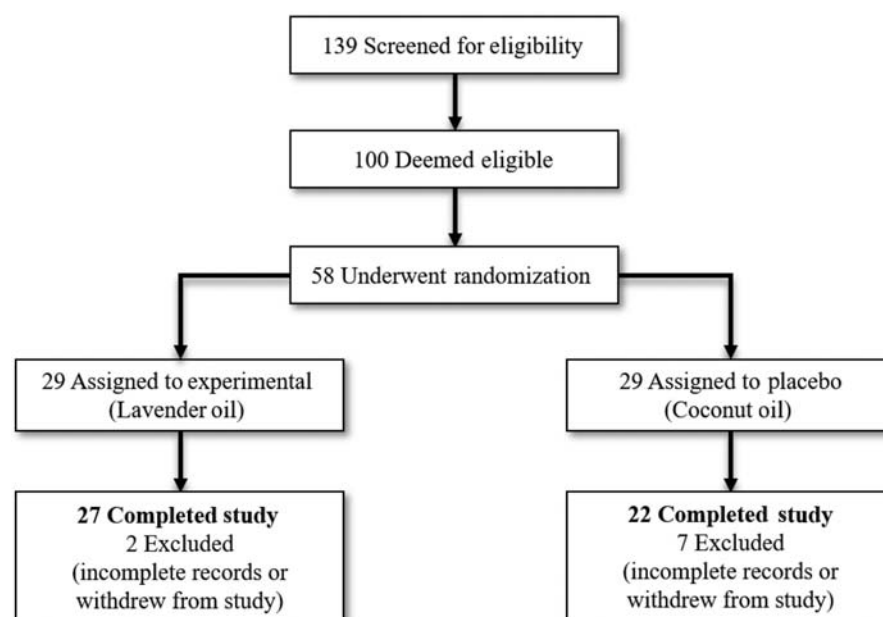 139 Screened for eligibility
100 Deemed eligible
58 Underwent randomization
29 Assigned to experimental
(Lavender oil)
29 Assigned to placebo
(Coconut oil)
27 Completed study
2 Excluded
(incomplete records or
withdrew from study)
22 Completed study
7 Excluded
(incomplete records or
withdrew from study)